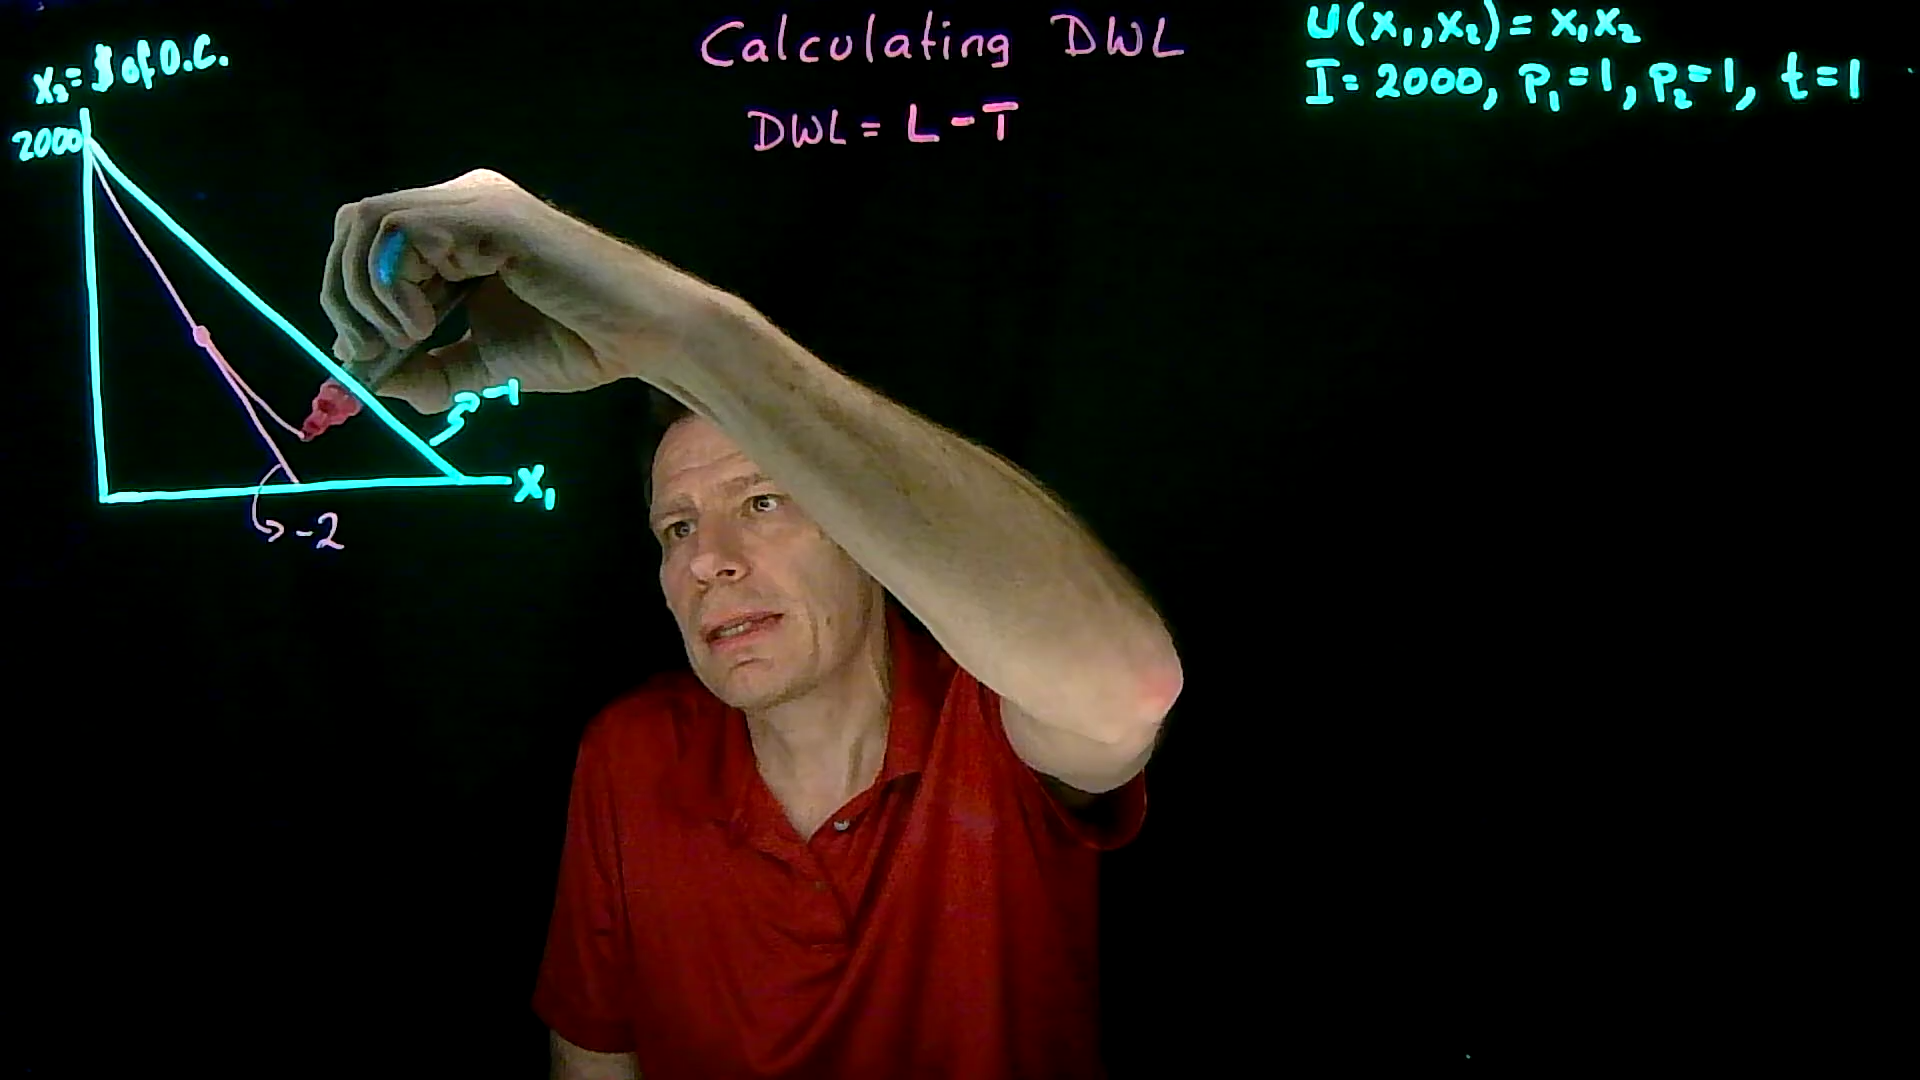 Calculating DWL
DWL = L - T
U(x₁,x₂) = x₁x₂
I = 2000, P₁=1, P₂=1, t=1
x₂ = $ of O.C.
2000
-1
x₁
-2